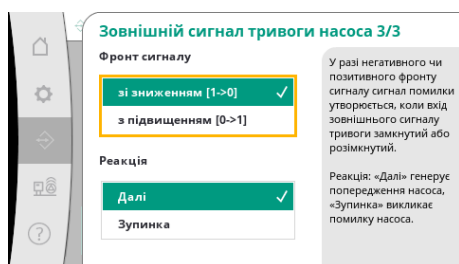 Зовнішній сигнал тривоги насоса 3/3
Фронт сигналу
зі зниженням [1->0]
з підвищенням [0->1]
Реакція
Далі
Зупинка
У разі негативного чи
позитивного фронту
сигналу сигнал помилки
утворюється, коли вхід
зовнішнього сигналу
тривоги замкнутий або
розімкнутий.
Реакція: «Далі» генерує
попередження насоса,
«Зупинка» викликає
помилку насоса.